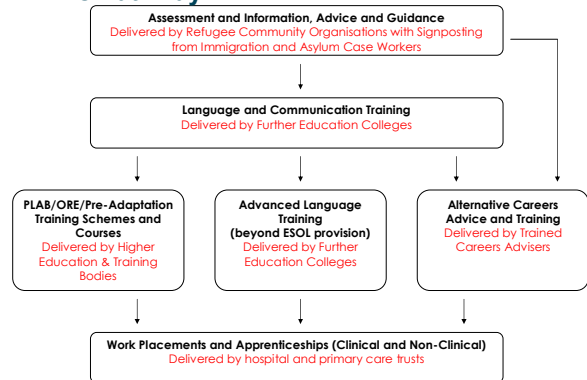 Assessment and Information, Advice and Guidance
Delivered by Refugee Community Organisations with Signposting
from Immigration and Asylum Case Workers
Language and Communication Training
Delivered by Further Education Colleges
PLAB/ORE/Pre-Adaptation
Training Schemes and
Courses
Delivered by Higher
Education & Training
Bodies
Advanced Language
Training
(beyond ESOL provision)
Delivered by Further
Education Colleges
Alternative Careers
Advice and Training
Delivered by Trained
Careers Advisers
Work Placements and Apprenticeships (Clinical and Non-Clinical)
Delivered by hospital and primary care trusts